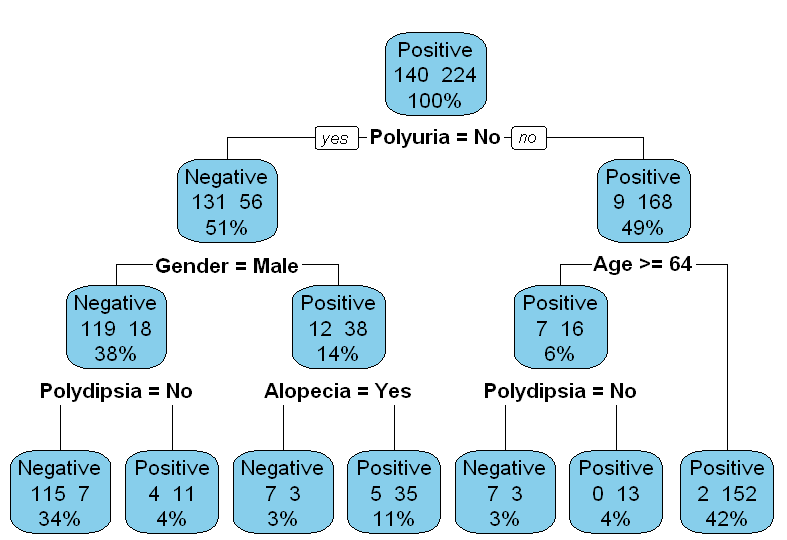 Positive
140 224
100%
yes Polyuria = No no
Negative
131 56
51%
Positive
9 168
49%
Gender = Male
Age >= 64
Negative
119 18
38%
Positive
12 38
14%
Positive
7 16
6%
Polydipsia = No
Alopecia = Yes
Polydipsia = No
Negative
115 7
34%
Positive
4 11
4%
Negative
7 3
3%
Positive
5 35
11%
Negative
7 3
3%
Positive
0 13
4%
Positive
2 152
42%